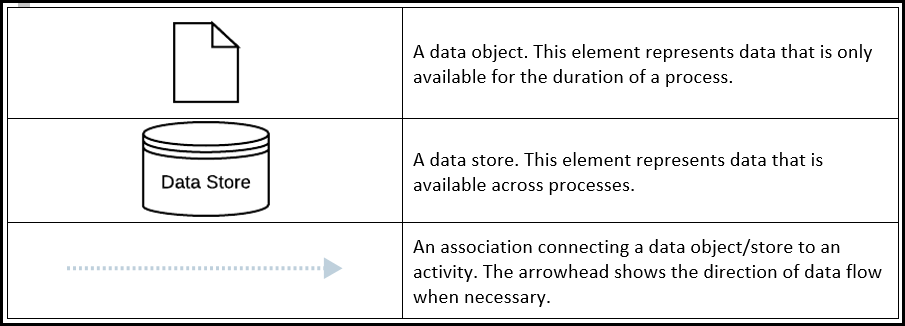 A data object. This element represents data that is only
available for the duration of a process.
Data Store
A data store. This element represents data that is
available across processes.
An association connecting a data object/store to an
activity. The arrowhead shows the direction of data flow
when necessary.